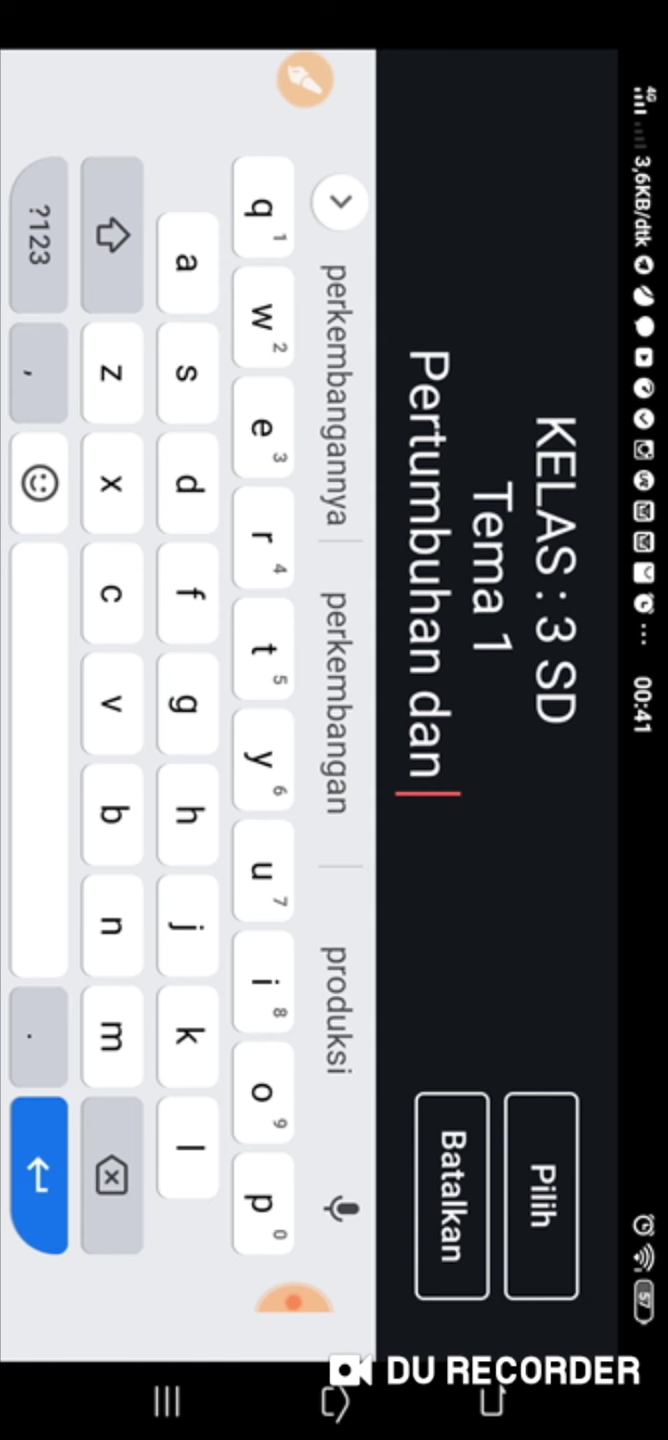 4G 3,6KB/dtk ... 00:41 57
KELAS : 3 SD
Tema 1
Pertumbuhan dan
Pilih
Batalkan
perkembangannya perkembangan produksi
q 1 w 2 e 3 r 4 t 5 y 6 u 7 i 8 o 9 p 0
a s d f g h j k l
z x c v b n m
?123 , .
DU RECORDER